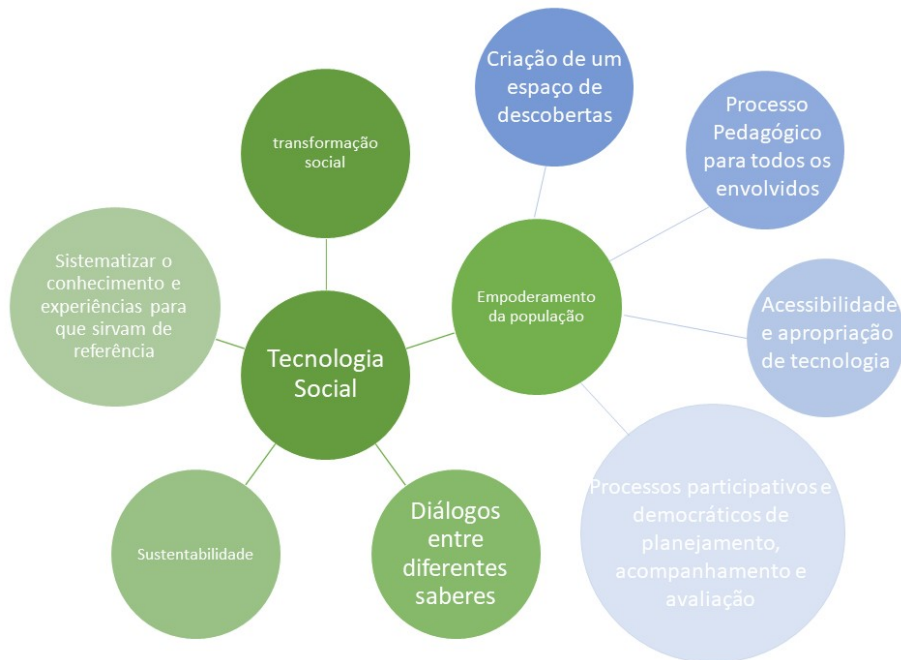 Criação de um
espaço de
descobertas
Processo
Pedagógico
para todos os
envolvidos
transformação
social
Sistematizar o
conhecimento e
experiências para
que sirvam de
referência
Empoderamento
da população
Acessibilidade
e apropriação
de tecnologia
Tecnologia
Social
Processos participativos e
democráticos de
planejamento,
acompanhamento e
avaliação
Diálogos
entre
diferentes
saberes
Sustentabilidade